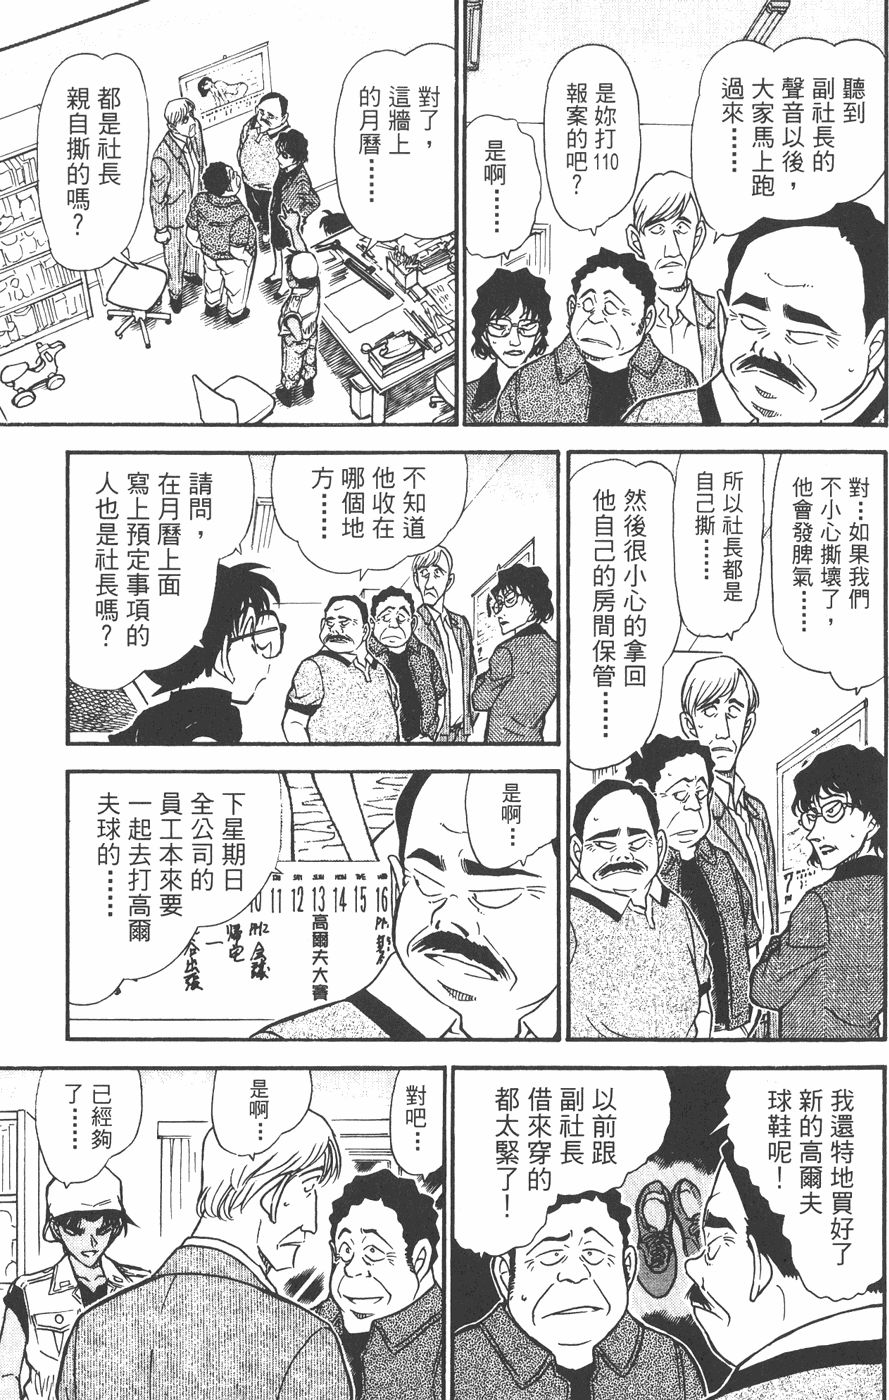 聽到
副社長的
聲音以後，
大家馬上跑
過來……
是妳打
110
報案的吧？
是啊……
對了，
這牆上
的月曆……
都是社長
親自撕的嗎？
對…如果我們
不小心撕壞了，
他會發脾氣……
所以社長都是
自己撕……
然後很小心的拿回
他自己的房間保管……
不知道
他收在
哪個地
方……
請問，
在月曆上面
寫上預定事項的
人也是社長嗎？
是啊…
下星期日
全公司的
員工本來要
一起去打高爾
夫球的……
SAT SUN MON TUE WED
10 11 12 13 14 15 16
高爾夫大賽
出張
7
我還特地買好了
新的高爾夫
球鞋呢！
以前跟
副社長
借來穿的
都太緊了！
對吧…
是啊…
已經夠
了……